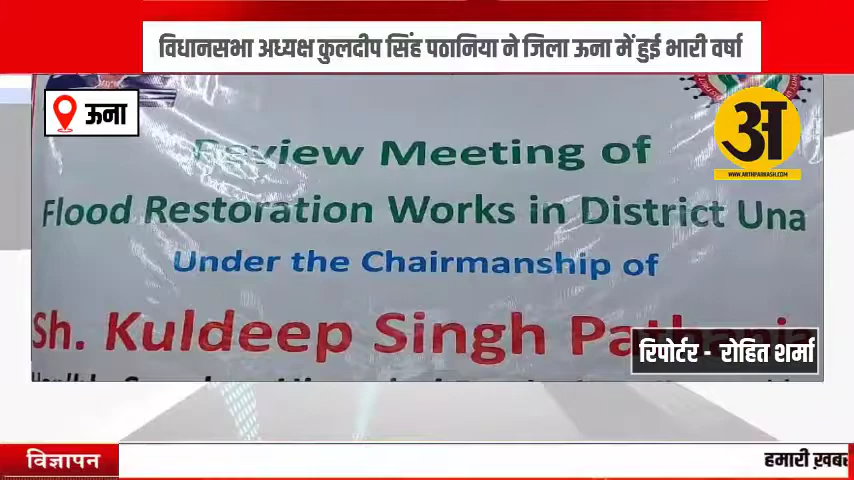 विधानसभा अध्यक्ष कुलदीप सिंह पठानिया ने जिला ऊना में हुई भारी वर्षा
ऊना
अ
WWW.ARTHPARKASH.COM
Review Meeting of
Flood Restoration Works in District Una
Under the Chairmanship of
Sh. Kuldeep Singh Pathania
रिपोर्टर - रोहित शर्मा
विज्ञापन
हमारी ख़बर